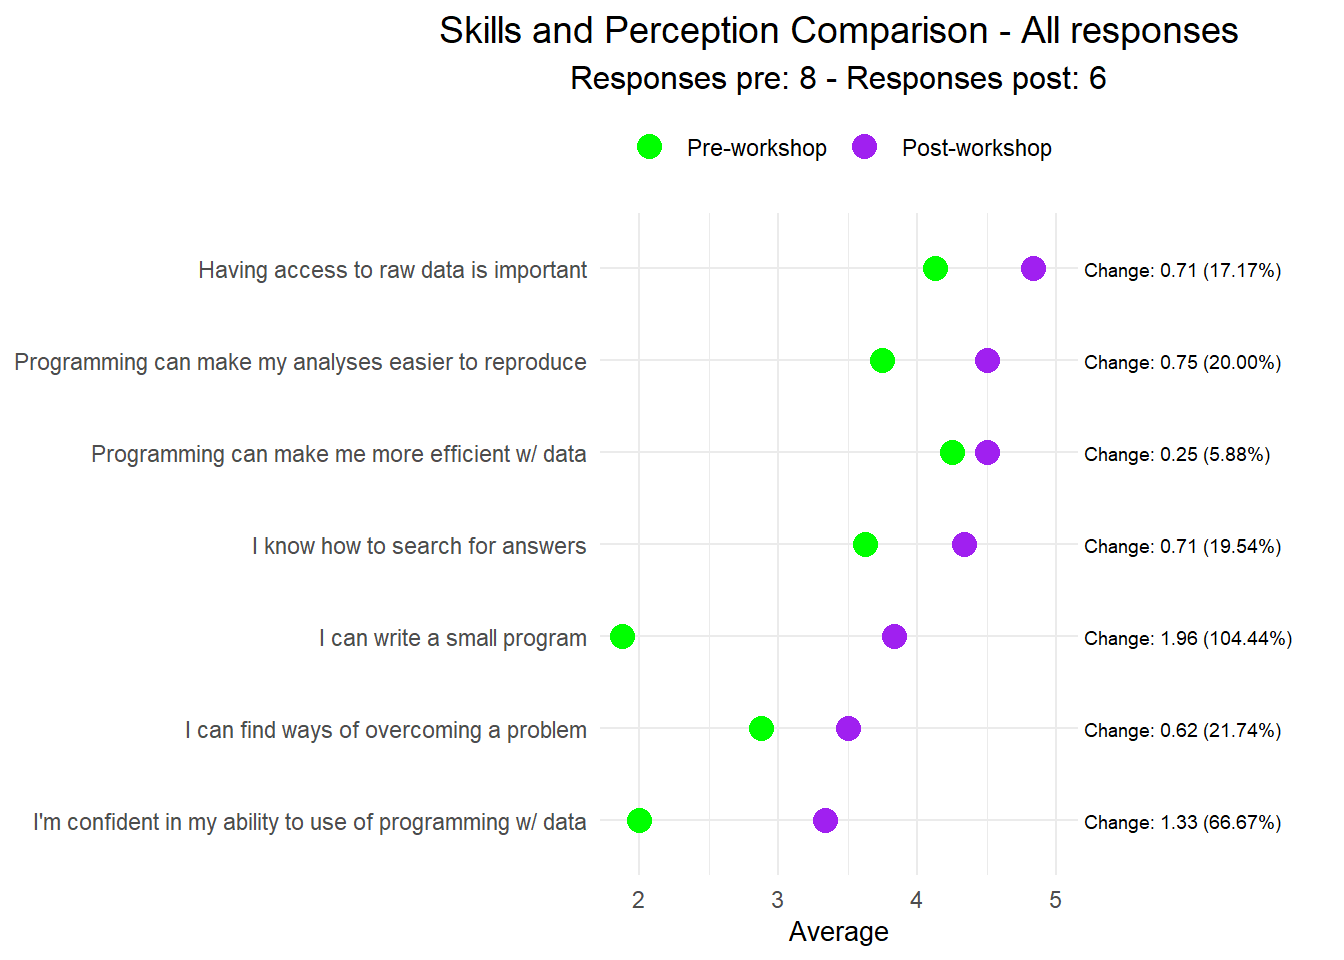 Skills and Perception Comparison - All responses
Responses pre: 8 - Responses post: 6
Pre-workshop Post-workshop
Having access to raw data is important Change: 0.71 (17.17%)
Programming can make my analyses easier to reproduce Change: 0.75 (20.00%)
Programming can make me more efficient w/ data Change: 0.25 (5.88%)
I know how to search for answers Change: 0.71 (19.54%)
I can write a small program Change: 1.96 (104.44%)
I can find ways of overcoming a problem Change: 0.62 (21.74%)
I'm confident in my ability to use of programming w/ data Change: 1.33 (66.67%)
2 3 4 5
Average